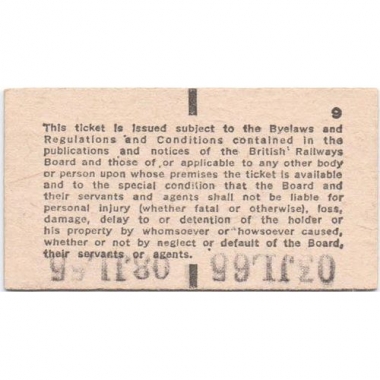 9
This ticket is issued subject to the Byelaws and
Regulations and Conditions contained in the
publications and notices of the British Railways
Board and those of or applicable to any other body
or person upon whose premises the ticket is available
and to the special condition that the Board and
their servants and agents shall not be liable for
personal injury (whether fatal or otherwise), loss,
damage, delay to or detention of the holder or
his property by whomsoever or howsoever caused,
whether or not by neglect or default of the Board,
their servants or agents.
03JL65 03JL65